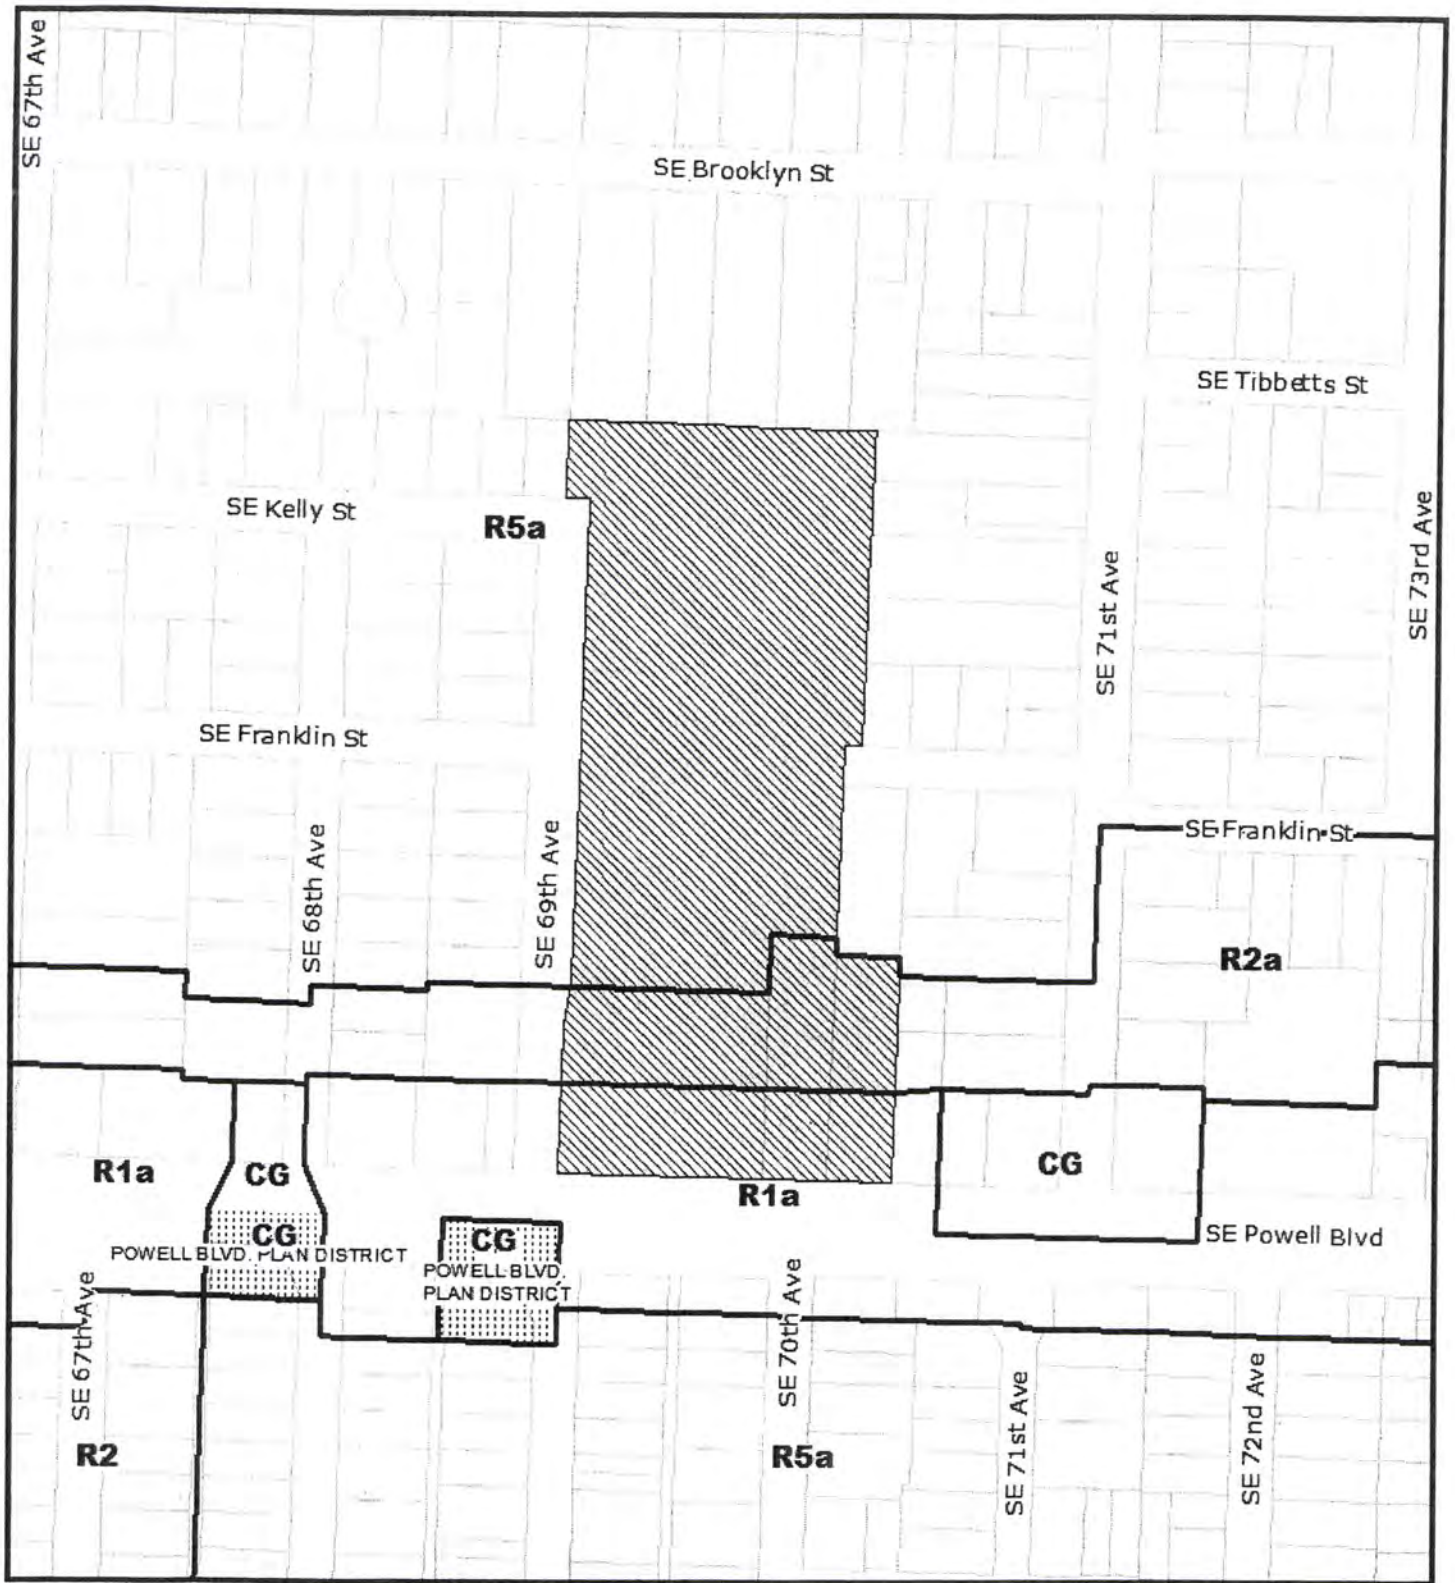 SE 67th Ave
SE Brooklyn St
SE Tibbetts St
SE Kelly St
R5a
SE 73rd Ave
SE 71st Ave
SE Franklin St
SE Franklin St
SE 68th Ave
SE 69th Ave
R2a
R1a
CG
CG
R1a
CG
POWELL BLVD. PLAN DISTRICT
CG
POWELL BLVD.
PLAN DISTRICT
SE Powell Blvd
SE 67th Ave
SE 70th Ave
SE 71st Ave
SE 72nd Ave
R2
R5a